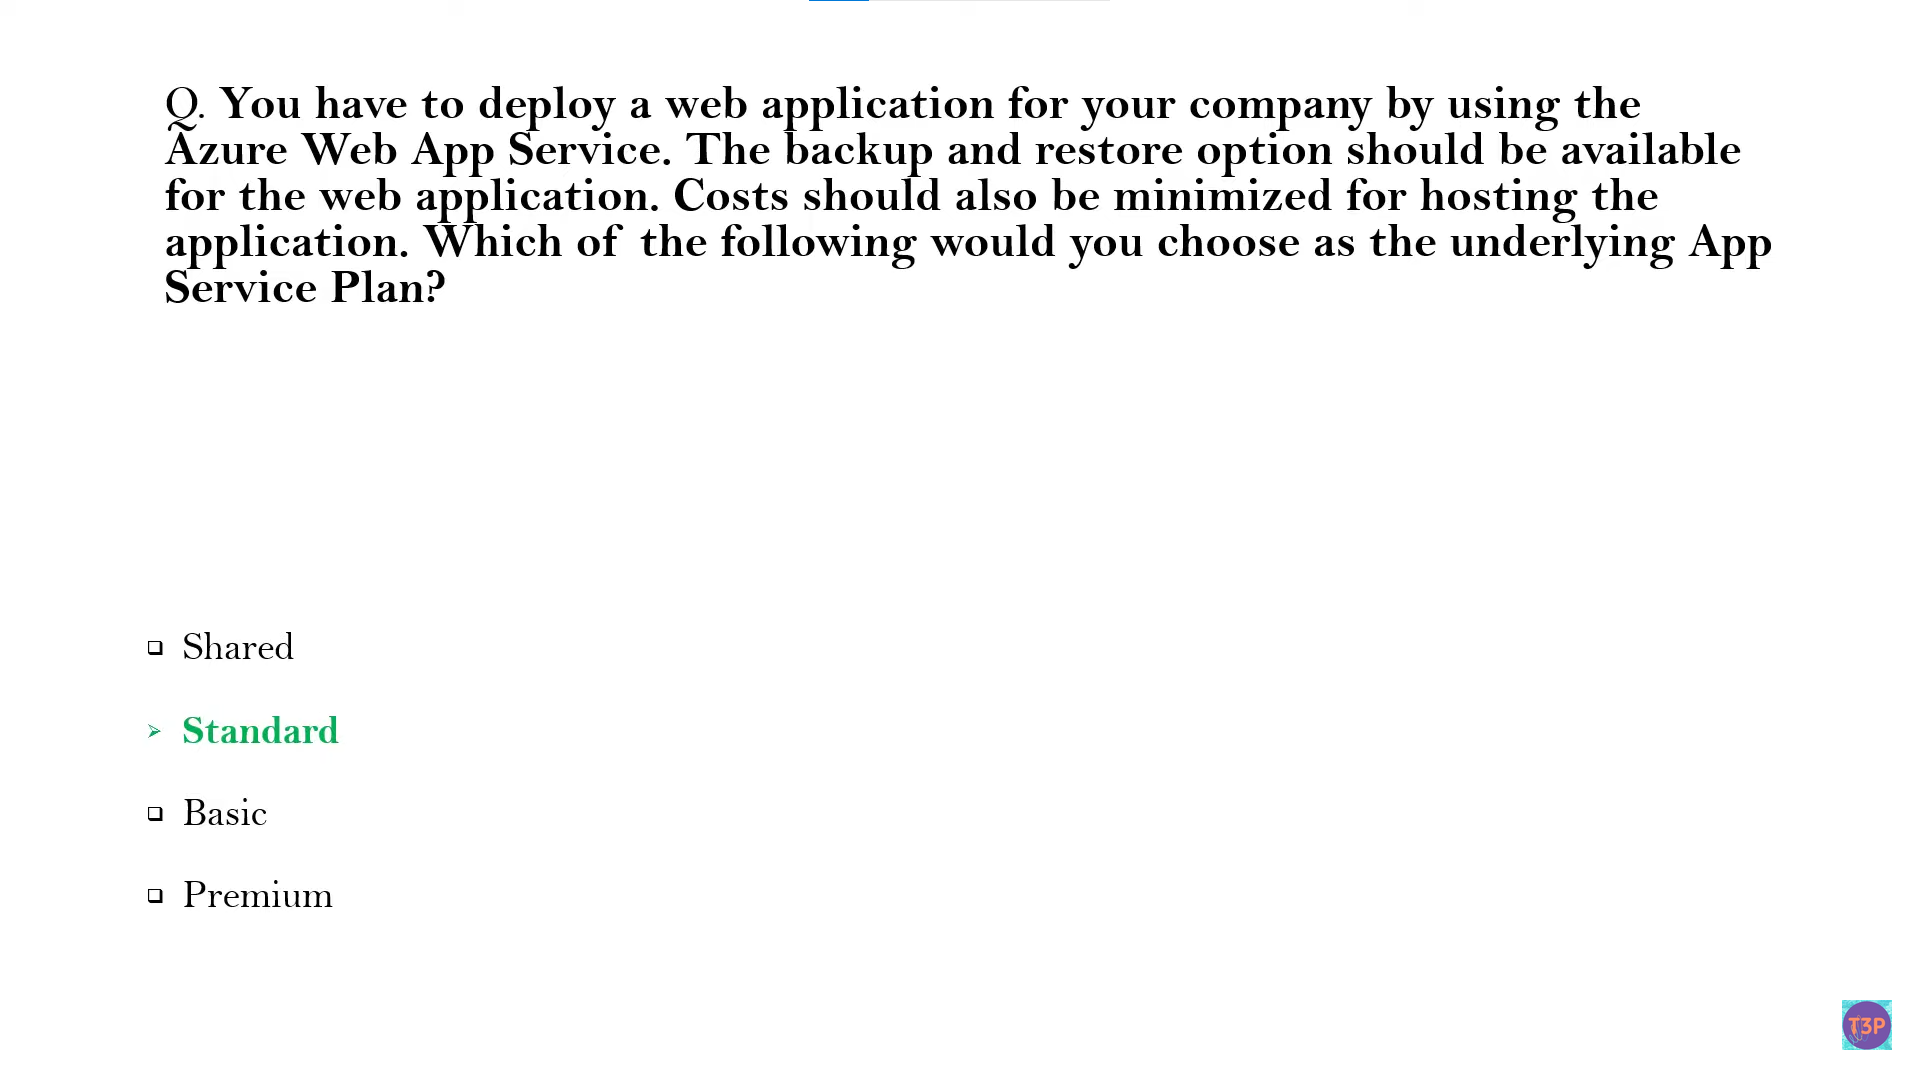 Q. You have to deploy a web application for your company by using the
Azure Web App Service. The backup and restore option should be available
for the web application. Costs should also be minimized for hosting the
application. Which of the following would you choose as the underlying App
Service Plan?
Shared
Standard
Basic
Premium
T3P